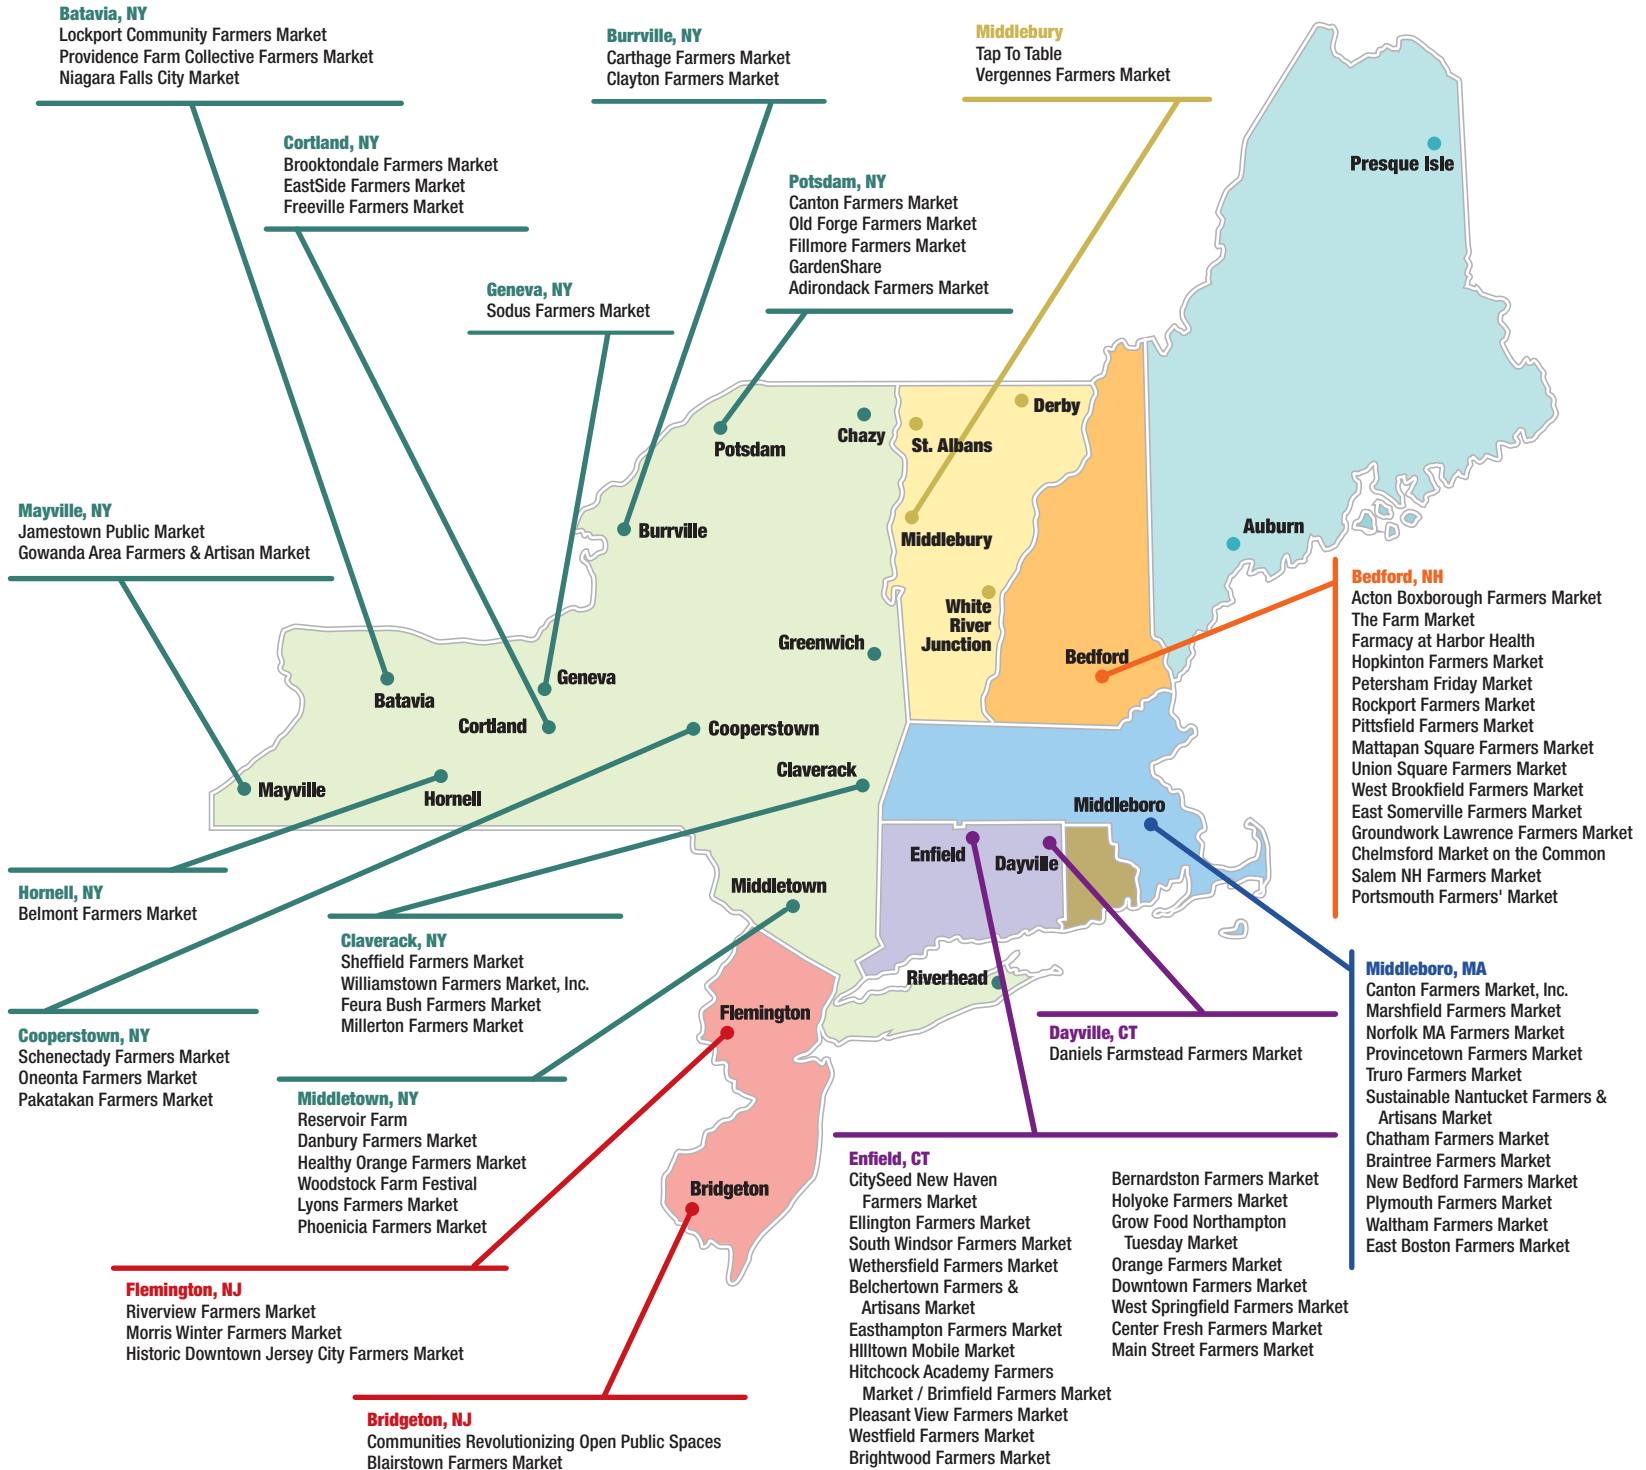 Batavia, NY
Lockport Community Farmers Market
Providence Farm Collective Farmers Market
Niagara Falls City Market
Burrville, NY
Carthage Farmers Market
Clayton Farmers Market
Middlebury
Tap To Table
Vergennes Farmers Market
Cortland, NY
Brooktondale Farmers Market
EastSide Farmers Market
Freeville Farmers Market
Potsdam, NY
Canton Farmers Market
Old Forge Farmers Market
Fillmore Farmers Market
GardenShare
Adirondack Farmers Market
Geneva, NY
Sodus Farmers Market
Mayville, NY
Jamestown Public Market
Gowanda Area Farmers & Artisan Market
Presque Isle
Derby
Chazy
St. Albans
Potsdam
Burrville
Middlebury
Auburn
White
River
Junction
Greenwich
Bedford
Geneva
Batavia
Cortland
Cooperstown
Claverack
Mayville
Hornell
Middleboro
Enfield
Dayville
Middletown
Riverhead
Flemington
Bridgeton
Bedford, NH
Acton Boxborough Farmers Market
The Farm Market
Farmacy at Harbor Health
Hopkinton Farmers Market
Petersham Friday Market
Rockport Farmers Market
Pittsfield Farmers Market
Mattapan Square Farmers Market
Union Square Farmers Market
West Brookfield Farmers Market
East Somerville Farmers Market
Groundwork Lawrence Farmers Market
Chelmsford Market on the Common
Salem NH Farmers Market
Portsmouth Farmers' Market
Hornell, NY
Belmont Farmers Market
Claverack, NY
Sheffield Farmers Market
Williamstown Farmers Market, Inc.
Feura Bush Farmers Market
Millerton Farmers Market
Cooperstown, NY
Schenectady Farmers Market
Oneonta Farmers Market
Pakatakan Farmers Market
Middletown, NY
Reservoir Farm
Danbury Farmers Market
Healthy Orange Farmers Market
Woodstock Farm Festival
Lyons Farmers Market
Phoenicia Farmers Market
Flemington, NJ
Riverview Farmers Market
Morris Winter Farmers Market
Historic Downtown Jersey City Farmers Market
Bridgeton, NJ
Communities Revolutionizing Open Public Spaces
Blairstown Farmers Market
Dayville, CT
Daniels Farmstead Farmers Market
Enfield, CT
CitySeed New Haven
Farmers Market
Ellington Farmers Market
South Windsor Farmers Market
Wethersfield Farmers Market
Belchertown Farmers &
Artisans Market
Easthampton Farmers Market
HIlltown Mobile Market
Hitchcock Academy Farmers
Market / Brimfield Farmers Market
Pleasant View Farmers Market
Westfield Farmers Market
Brightwood Farmers Market
Bernardston Farmers Market
Holyoke Farmers Market
Grow Food Northampton
Tuesday Market
Orange Farmers Market
Downtown Farmers Market
West Springfield Farmers Market
Center Fresh Farmers Market
Main Street Farmers Market
Middleboro, MA
Canton Farmers Market, Inc.
Marshfield Farmers Market
Norfolk MA Farmers Market
Provincetown Farmers Market
Truro Farmers Market
Sustainable Nantucket Farmers &
Artisans Market
Chatham Farmers Market
Braintree Farmers Market
New Bedford Farmers Market
Plymouth Farmers Market
Waltham Farmers Market
East Boston Farmers Market